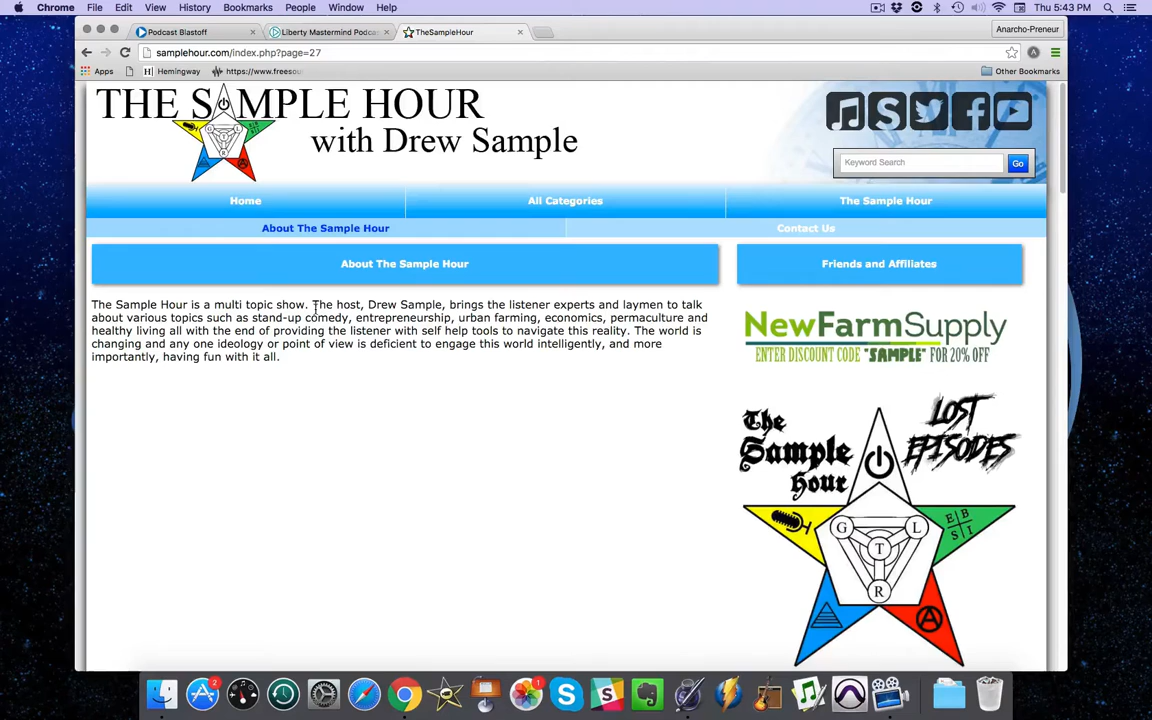 Chrome File Edit View History Bookmarks People Window Help Thu 5:43 PM
Podcast Blastoff Liberty Mastermind Podca TheSampleHour Anarcho-Preneur
samplehour.com/index.php?page=27
Apps Hemingway https://www.freesou Other Bookmarks
THE SAMPLE HOUR
with Drew Sample
Keyword Search Go
Home All Categories The Sample Hour
About The Sample Hour Contact Us
About The Sample Hour Friends and Affiliates
The Sample Hour is a multi topic show. The host, Drew Sample, brings the listener experts and laymen to talk
about various topics such as stand-up comedy, entrepreneurship, urban farming, economics, permaculture and
healthy living all with the end of providing the listener with self help tools to navigate this reality. The world is
changing and any one ideology or point of view is deficient to engage this world intelligently, and more
importantly, having fun with it all.
NewFarmSupply
ENTER DISCOUNT CODE "SAMPLE" FOR 20% OFF
The Sample Hour
LOST EPISODES
G L
T
R
E B
S I
A